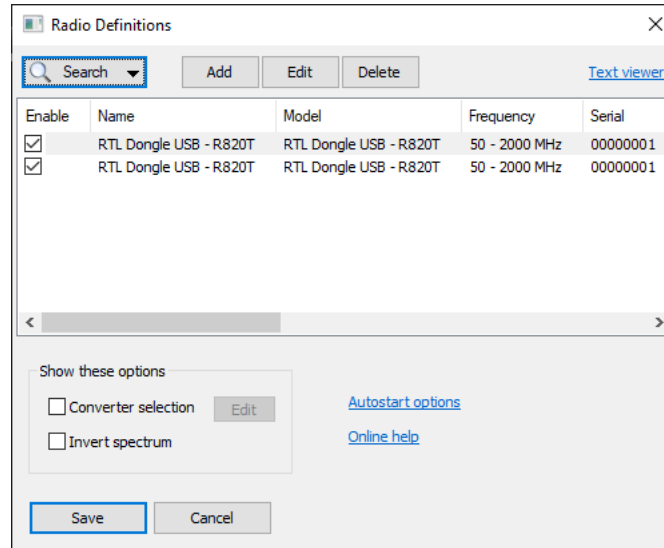 Radio Definitions
Search Add Edit Delete Text viewer
Enable Name Model Frequency Serial
RTL Dongle USB - R820T RTL Dongle USB - R820T 50 - 2000 MHz 00000001
RTL Dongle USB - R820T RTL Dongle USB - R820T 50 - 2000 MHz 00000001
Show these options
Converter selection Edit Autostart options
Invert spectrum Online help
Save Cancel